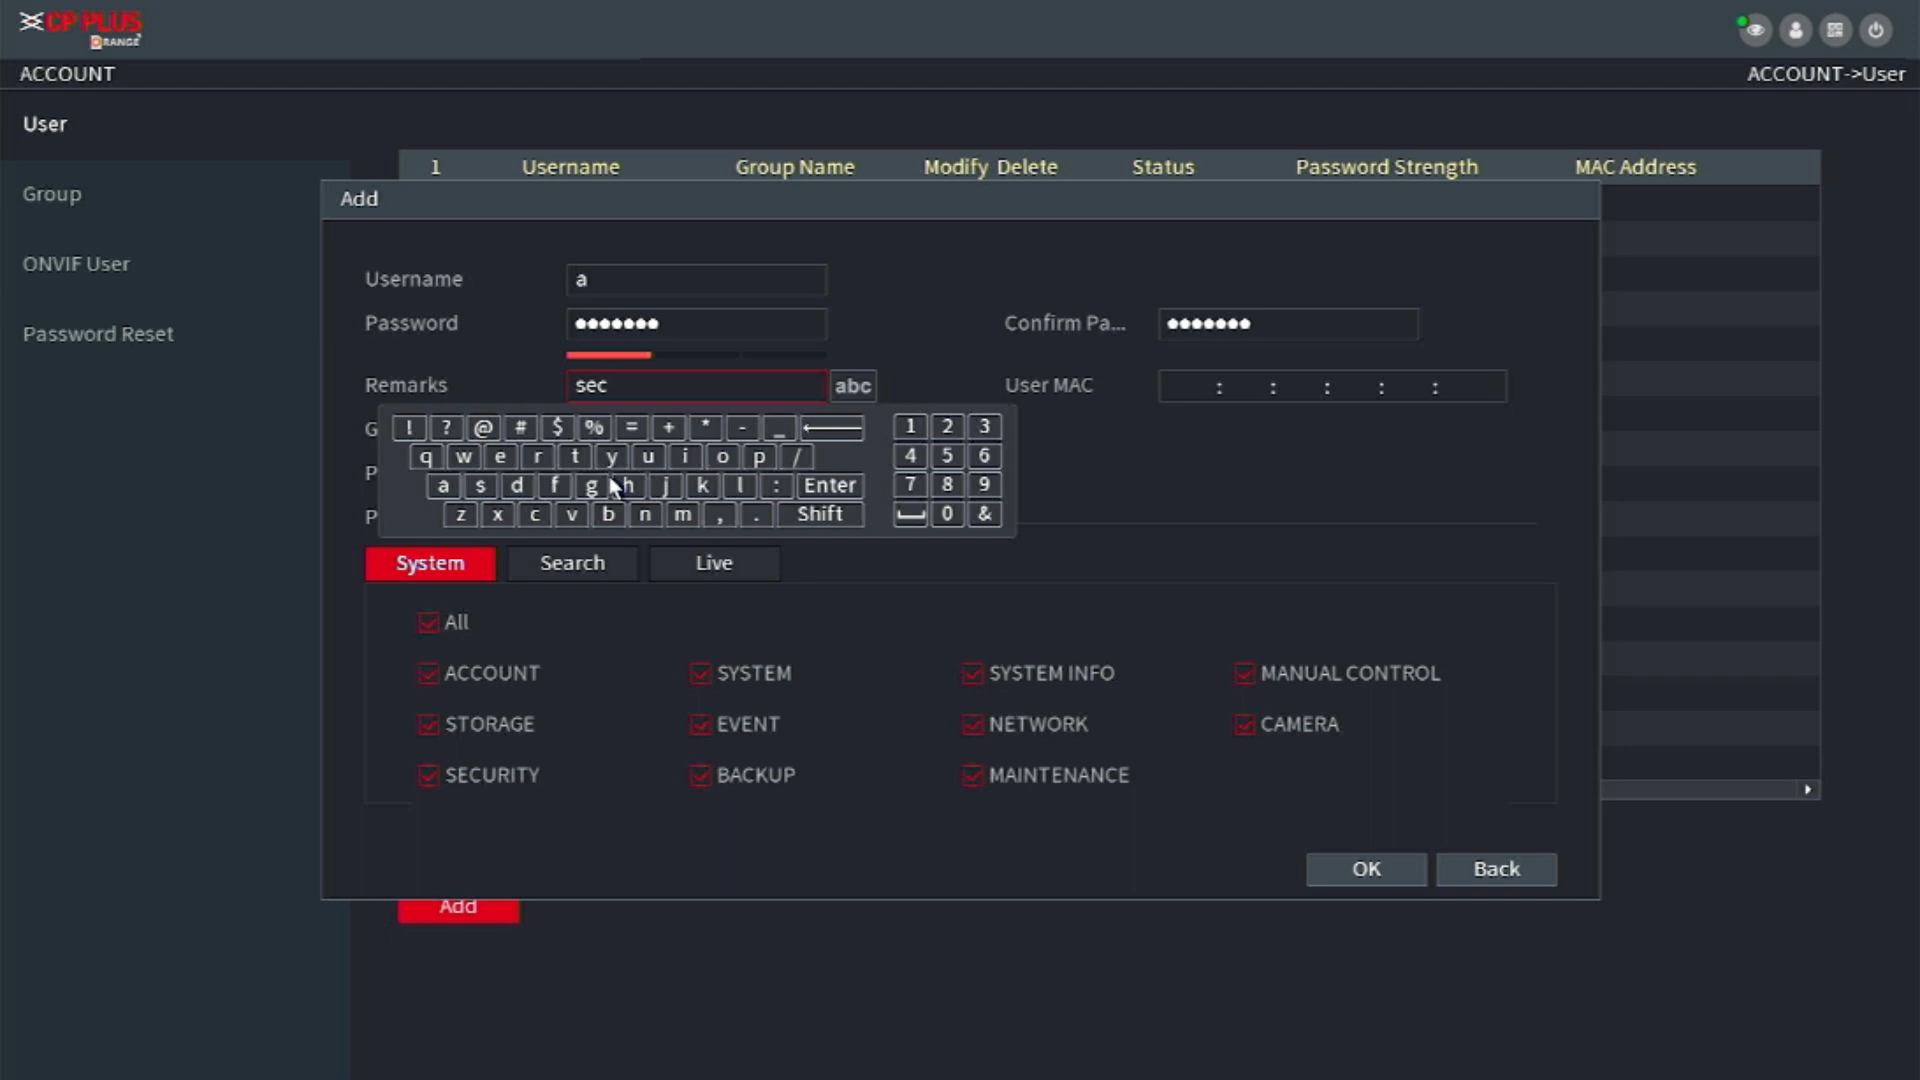 CP PLUS
ORANGE
ACCOUNT
ACCOUNT->User
User
Group
ONVIF User
Password Reset
1 Username Group Name Modify Delete Status Password Strength MAC Address
Add
Username a
Password ●●●●●●● Confirm Pa... ●●●●●●●
Remarks sec abc User MAC : : : : :
G
P
P
! ? @ # $ % = + * - _ 1 2 3
q w e r t y u i o p / 4 5 6
a s d f g h j k l : Enter 7 8 9
z x c v b n m , . Shift 0 &
System Search Live
All
ACCOUNT SYSTEM SYSTEM INFO MANUAL CONTROL
STORAGE EVENT NETWORK CAMERA
SECURITY BACKUP MAINTENANCE
OK Back
Add